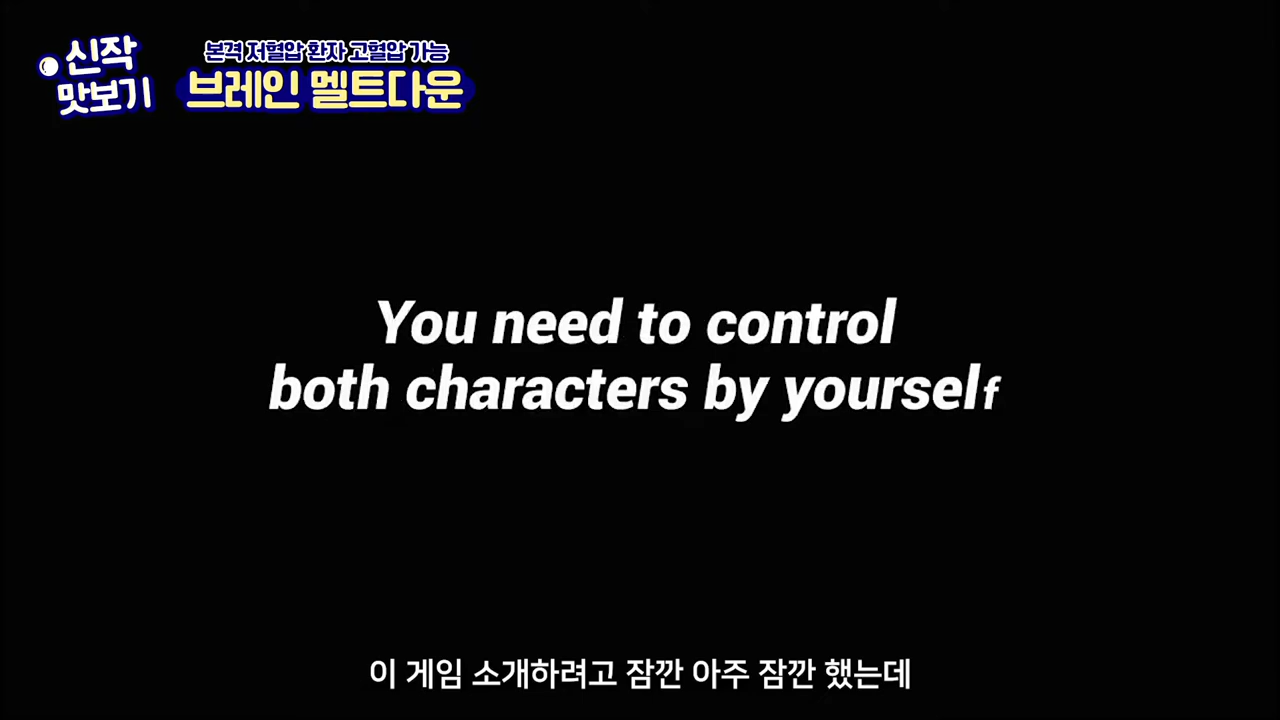 신작
맛보기
본격 저혈압 환자 고혈압 가능
브레인 멜트다운
You need to control
both characters by yourself
이 게임 소개하려고 잠깐 아주 잠깐 했는데